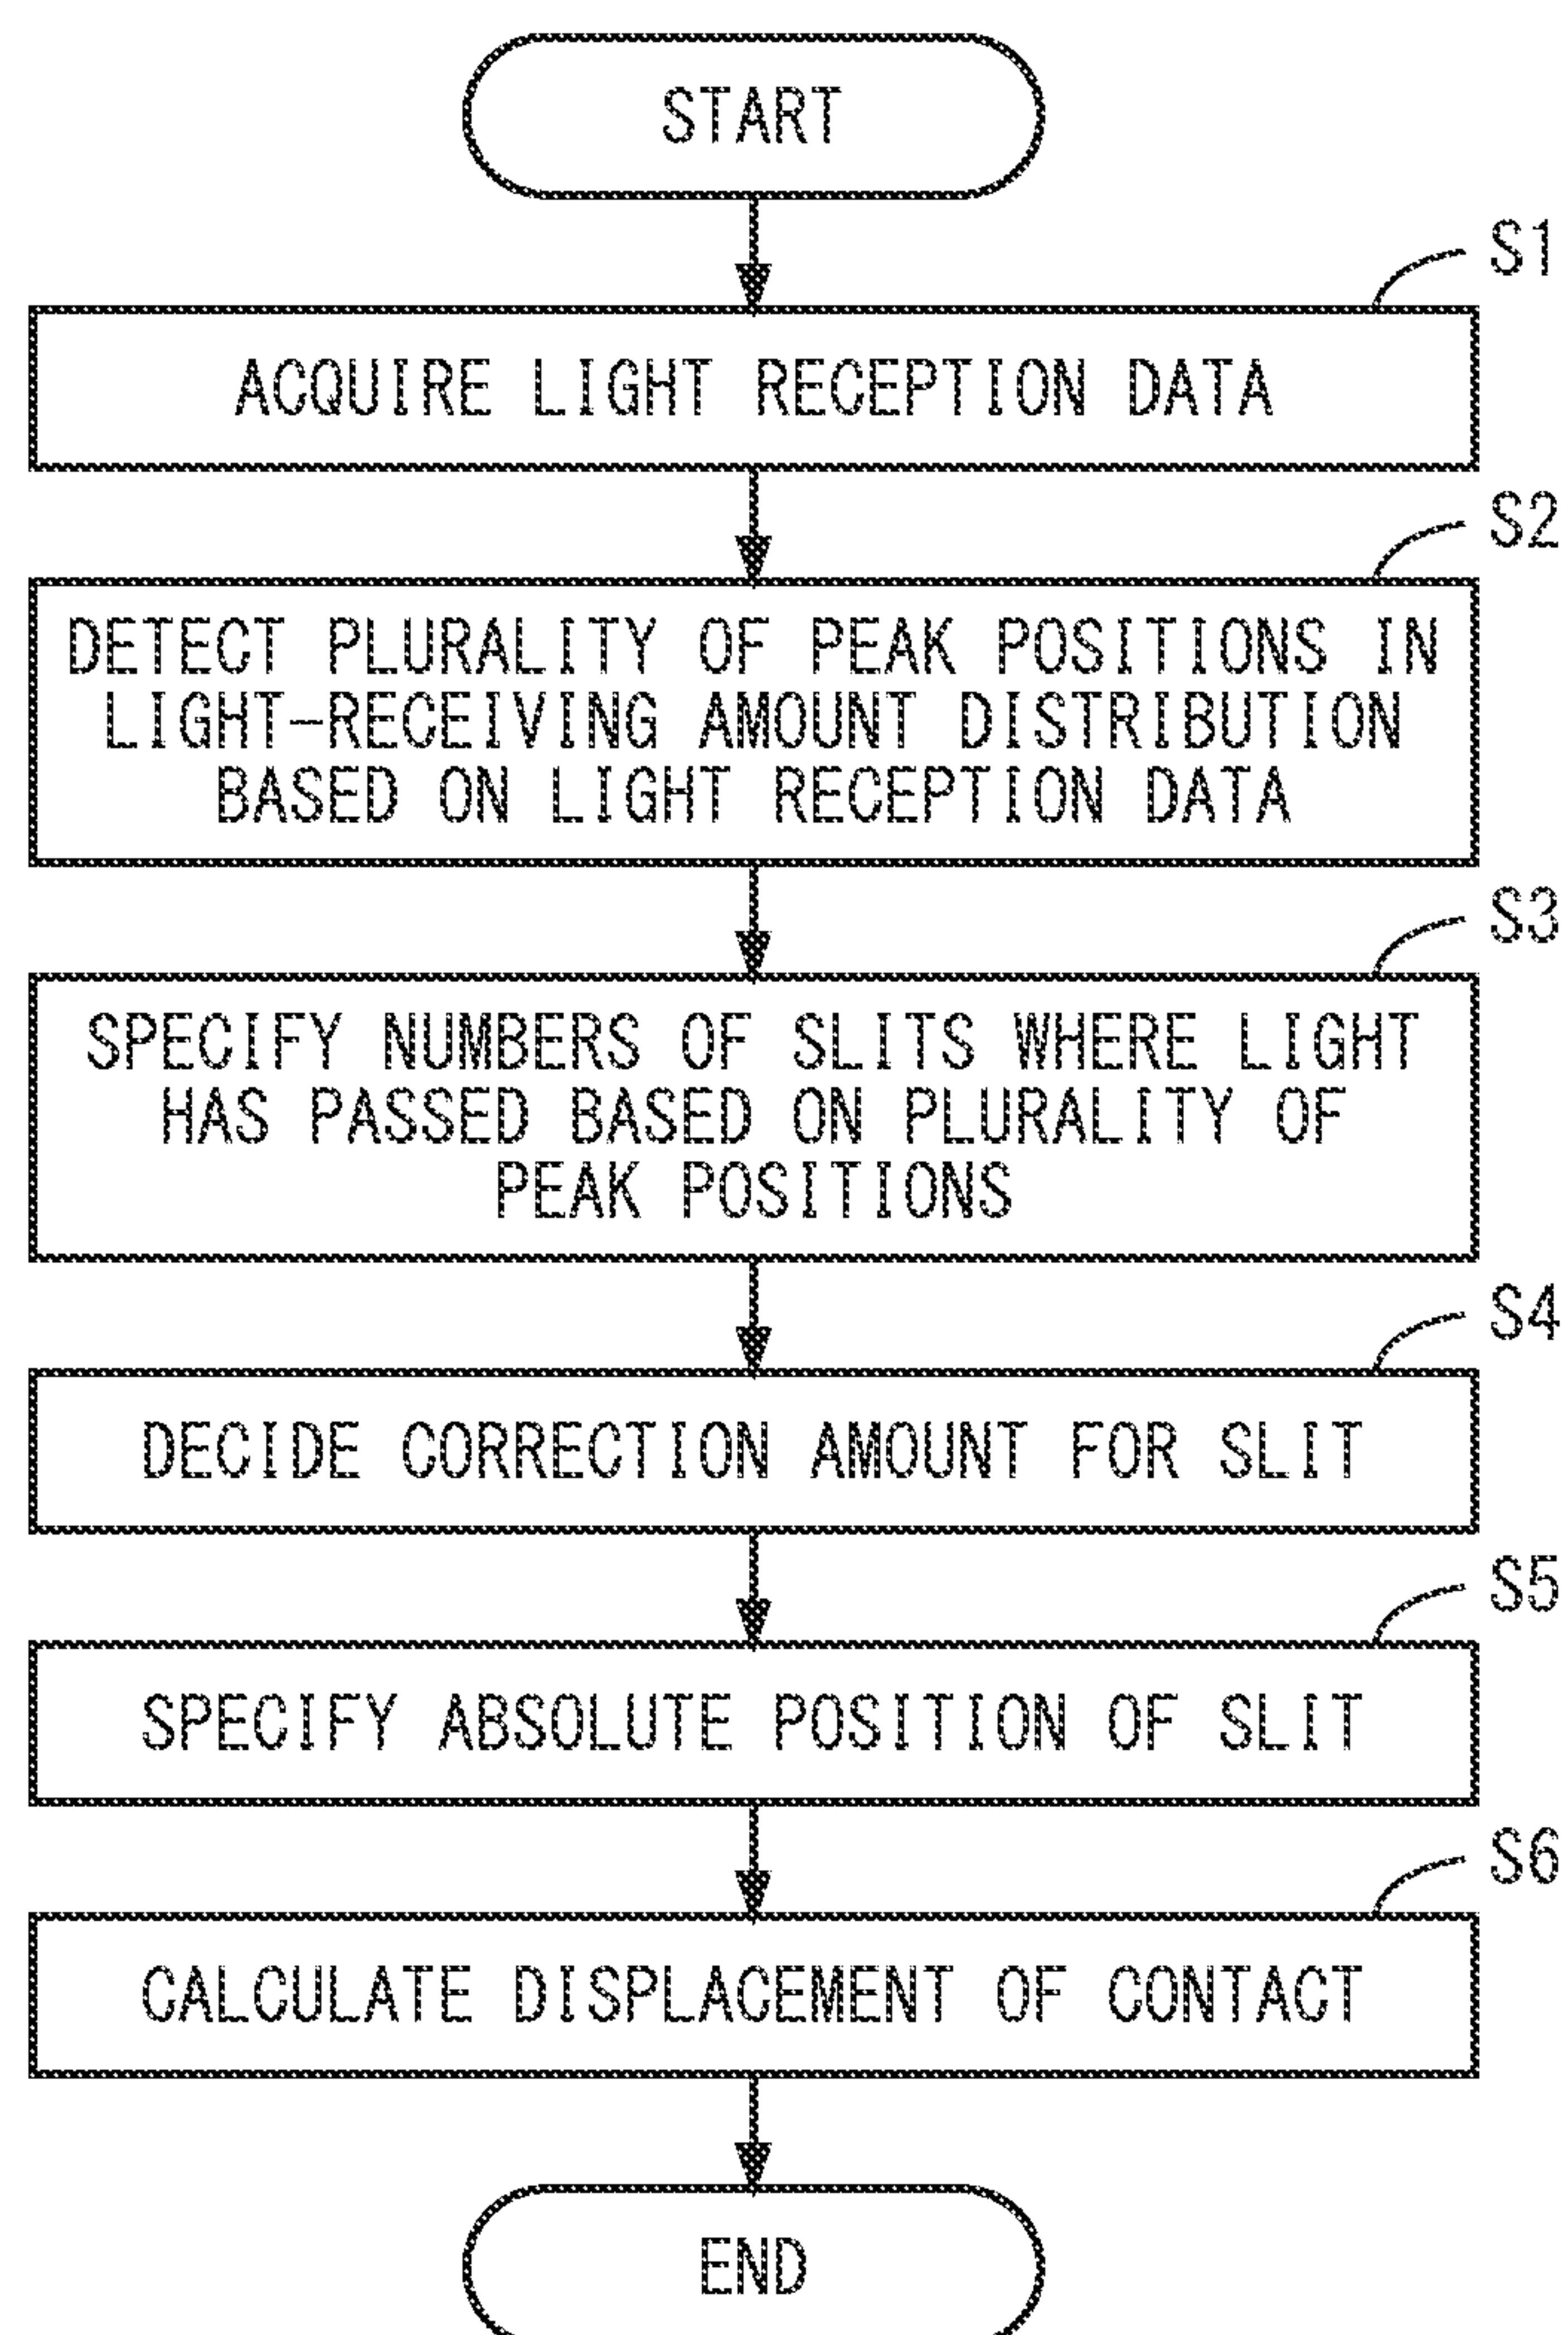 START
S1
ACQUIRE LIGHT RECEPTION DATA
S2
DETECT PLURALITY OF PEAK POSITIONS IN
LIGHT-RECEIVING AMOUNT DISTRIBUTION
BASED ON LIGHT RECEPTION DATA
S3
SPECIFY NUMBERS OF SLITS WHERE LIGHT
HAS PASSED BASED ON PLURALITY OF
PEAK POSITIONS
S4
DECIDE CORRECTION AMOUNT FOR SLIT
S5
SPECIFY ABSOLUTE POSITION OF SLIT
S6
CALCULATE DISPLACEMENT OF CONTACT
END